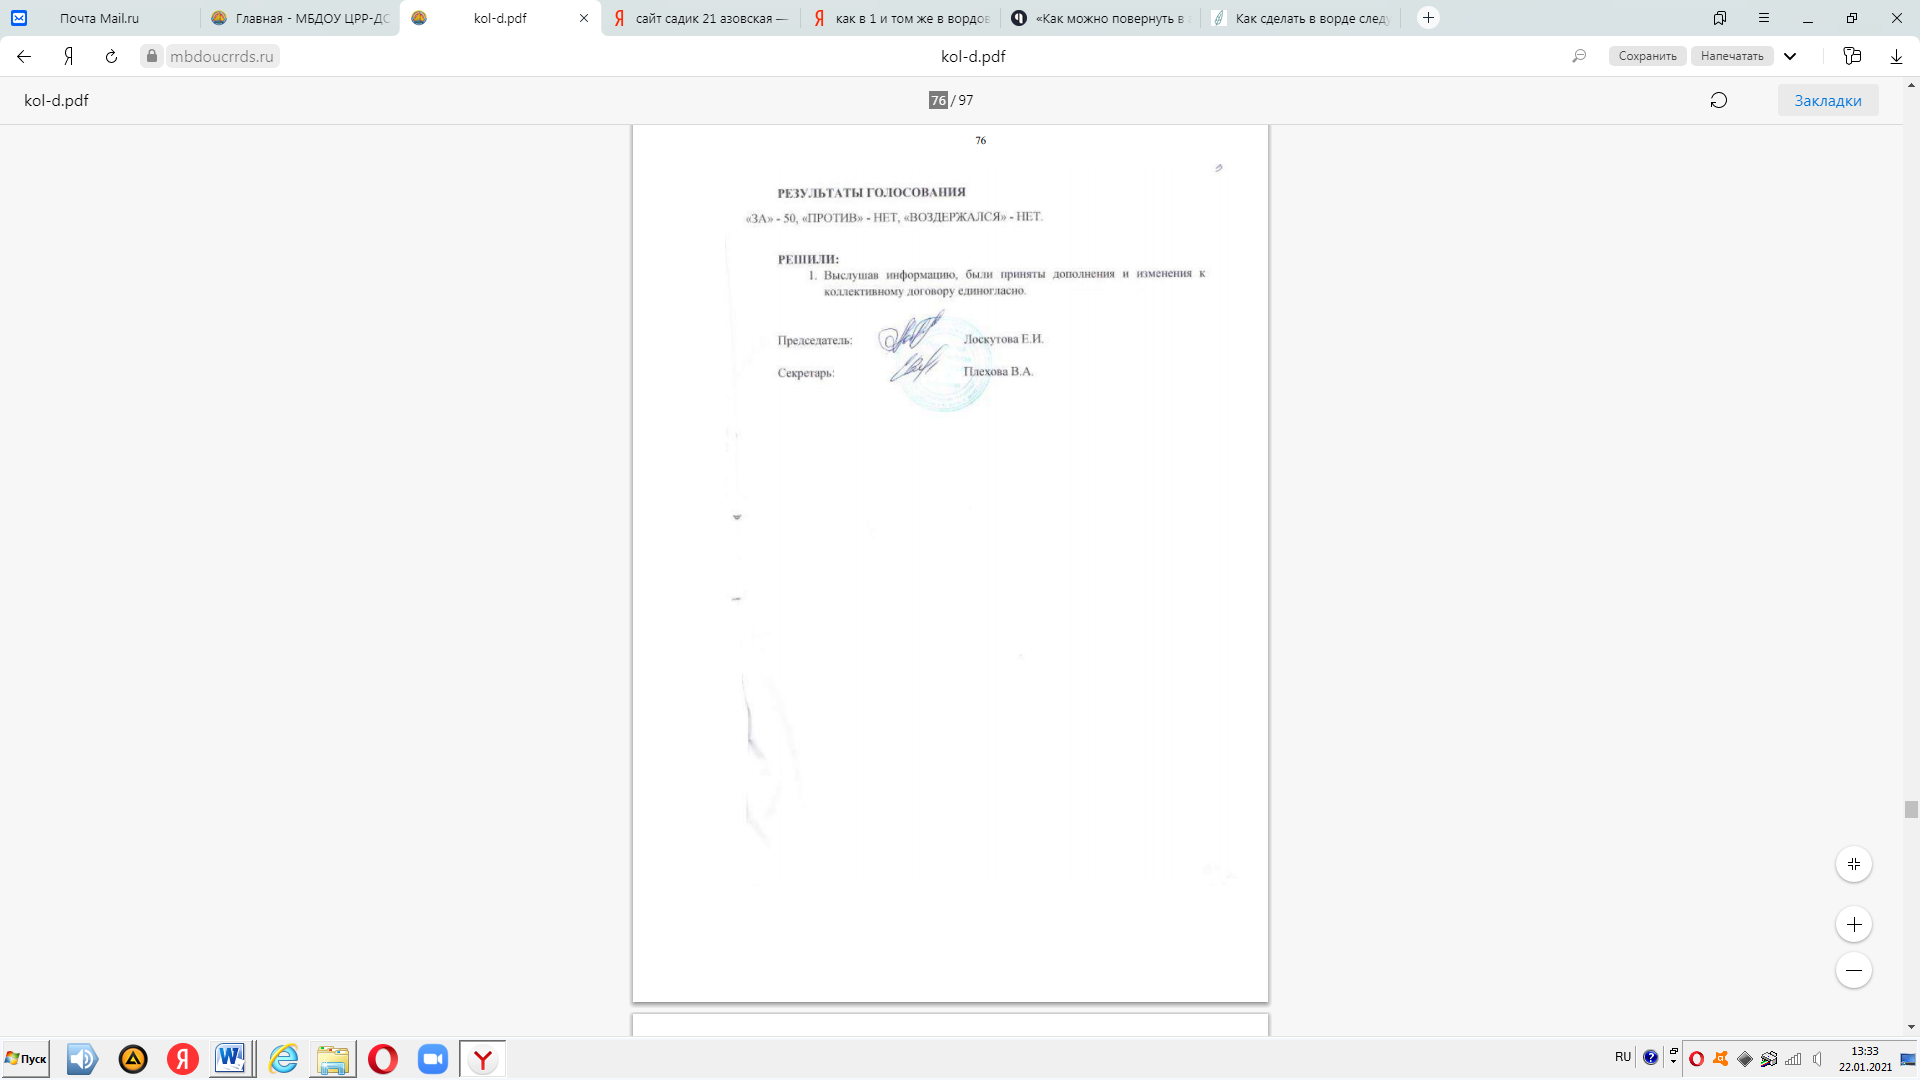 Почта Mail.ru
Главная - МБДОУ ЦРР-ДС
kol-d.pdf
сайт садик 21 азовская —
как в 1 и том же в вордов
«Как можно повернуть в
Как сделать в ворде следу
mbdoucrrds.ru
kol-d.pdf
Сохранить
Напечатать
kol-d.pdf
76 / 97
Закладки
76
РЕЗУЛЬТАТЫ ГОЛОСОВАНИЯ
«ЗА» - 50, «ПРОТИВ» - НЕТ, «ВОЗДЕРЖАЛСЯ» - НЕТ.
РЕШИЛИ:
1. Выслушав информацию, были приняты дополнения и изменения к
коллективному договору единогласно.
Председатель: Лоскутова Е.И.
Секретарь: Плехова В.А.
Пуск
RU
13:33
22.01.2021